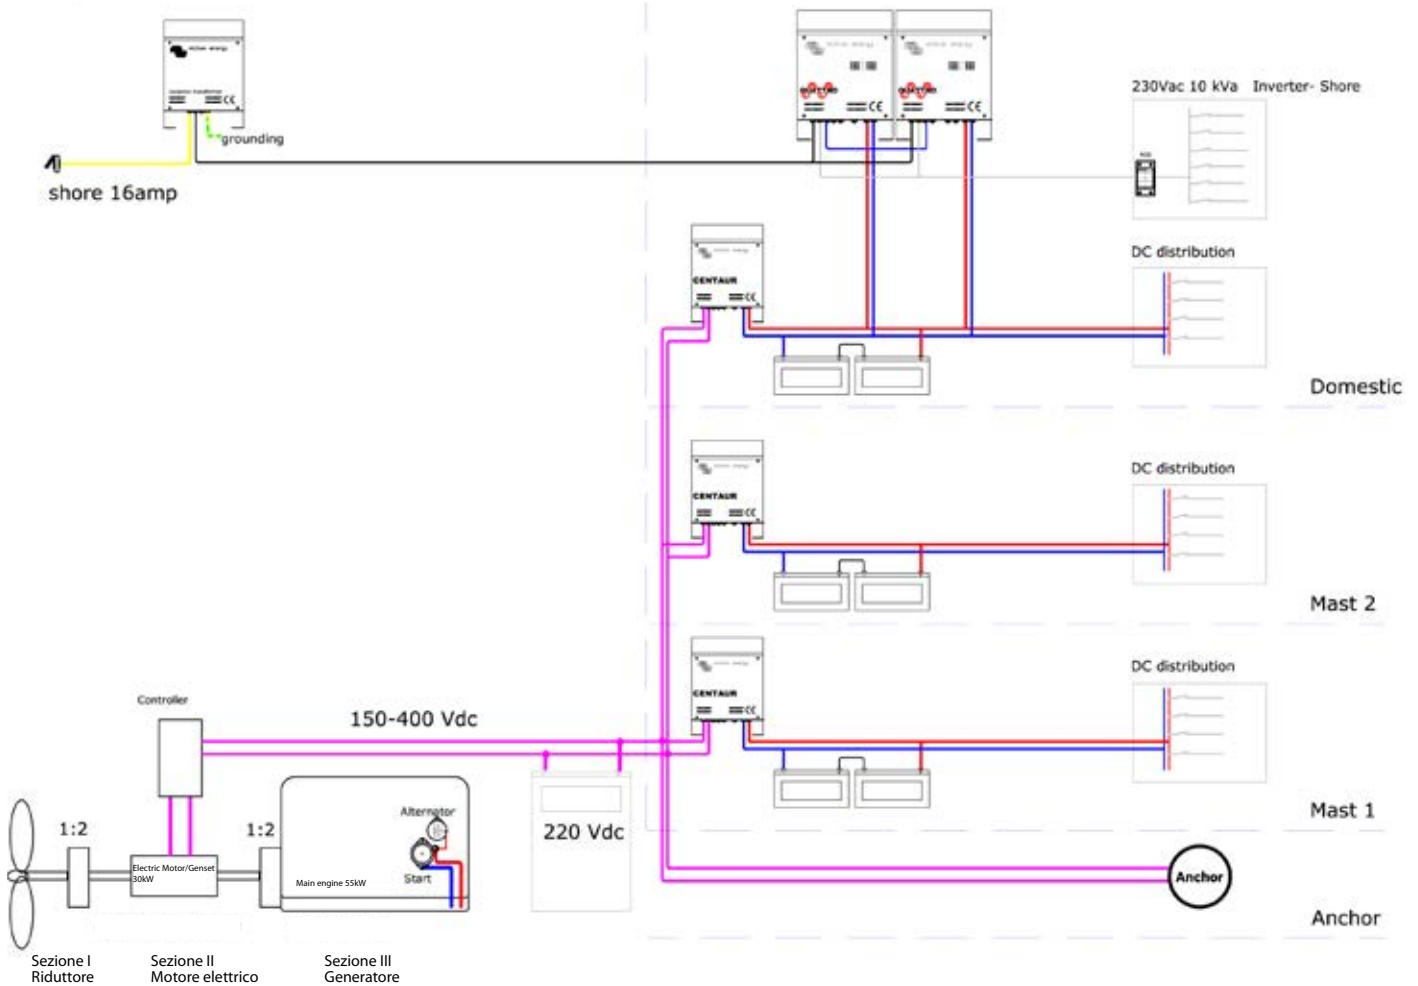 grounding
shore 16amp
230Vac 10 kVa Inverter- Shore
CENTAUR
DC distribution
Domestic
CENTAUR
DC distribution
Mast 2
CENTAUR
DC distribution
Mast 1
Controller
150-400 Vdc
1:2
1:2
Alternator
Start
Electric Motor/Genset
30kW
Main engine 55kW
220 Vdc
Anchor
Anchor
Sezione I
Riduttore
Sezione II
Motore elettrico
Sezione III
Generatore